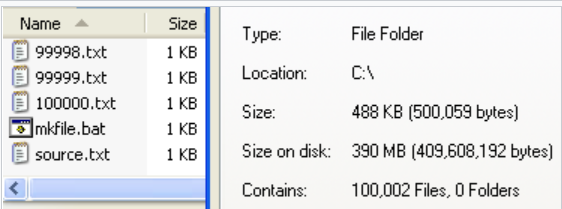 Name Size
99998.txt 1 KB
99999.txt 1 KB
100000.txt 1 KB
mkfile.bat 1 KB
source.txt 1 KB
Type: File Folder
Location: C:\
Size: 488 KB (500,059 bytes)
Size on disk: 390 MB (409,608,192 bytes)
Contains: 100,002 Files, 0 Folders